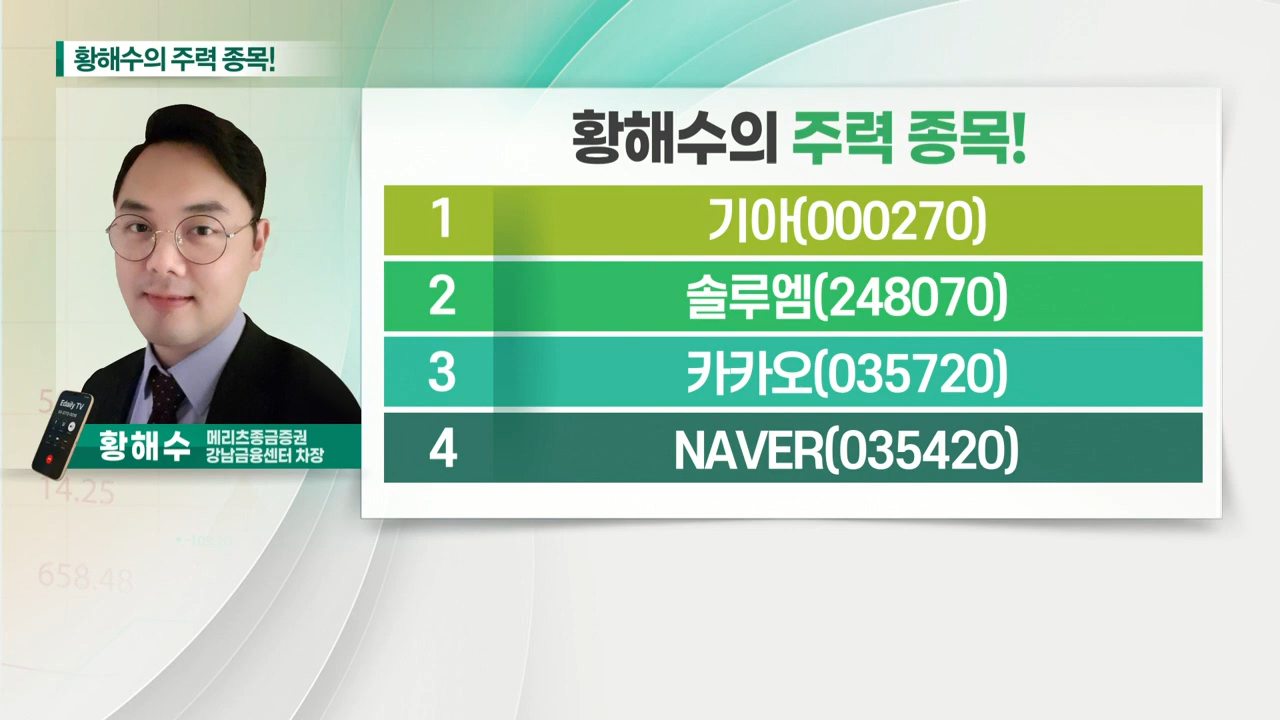 황해수의 주력 종목!
황해수의 주력 종목!
1 기아(000270)
2 솔루엠(248070)
3 카카오(035720)
4 NAVER(035420)
Edaily TV
황해수
메리츠종금증권
강남금융센터 차장
14.25
658.48